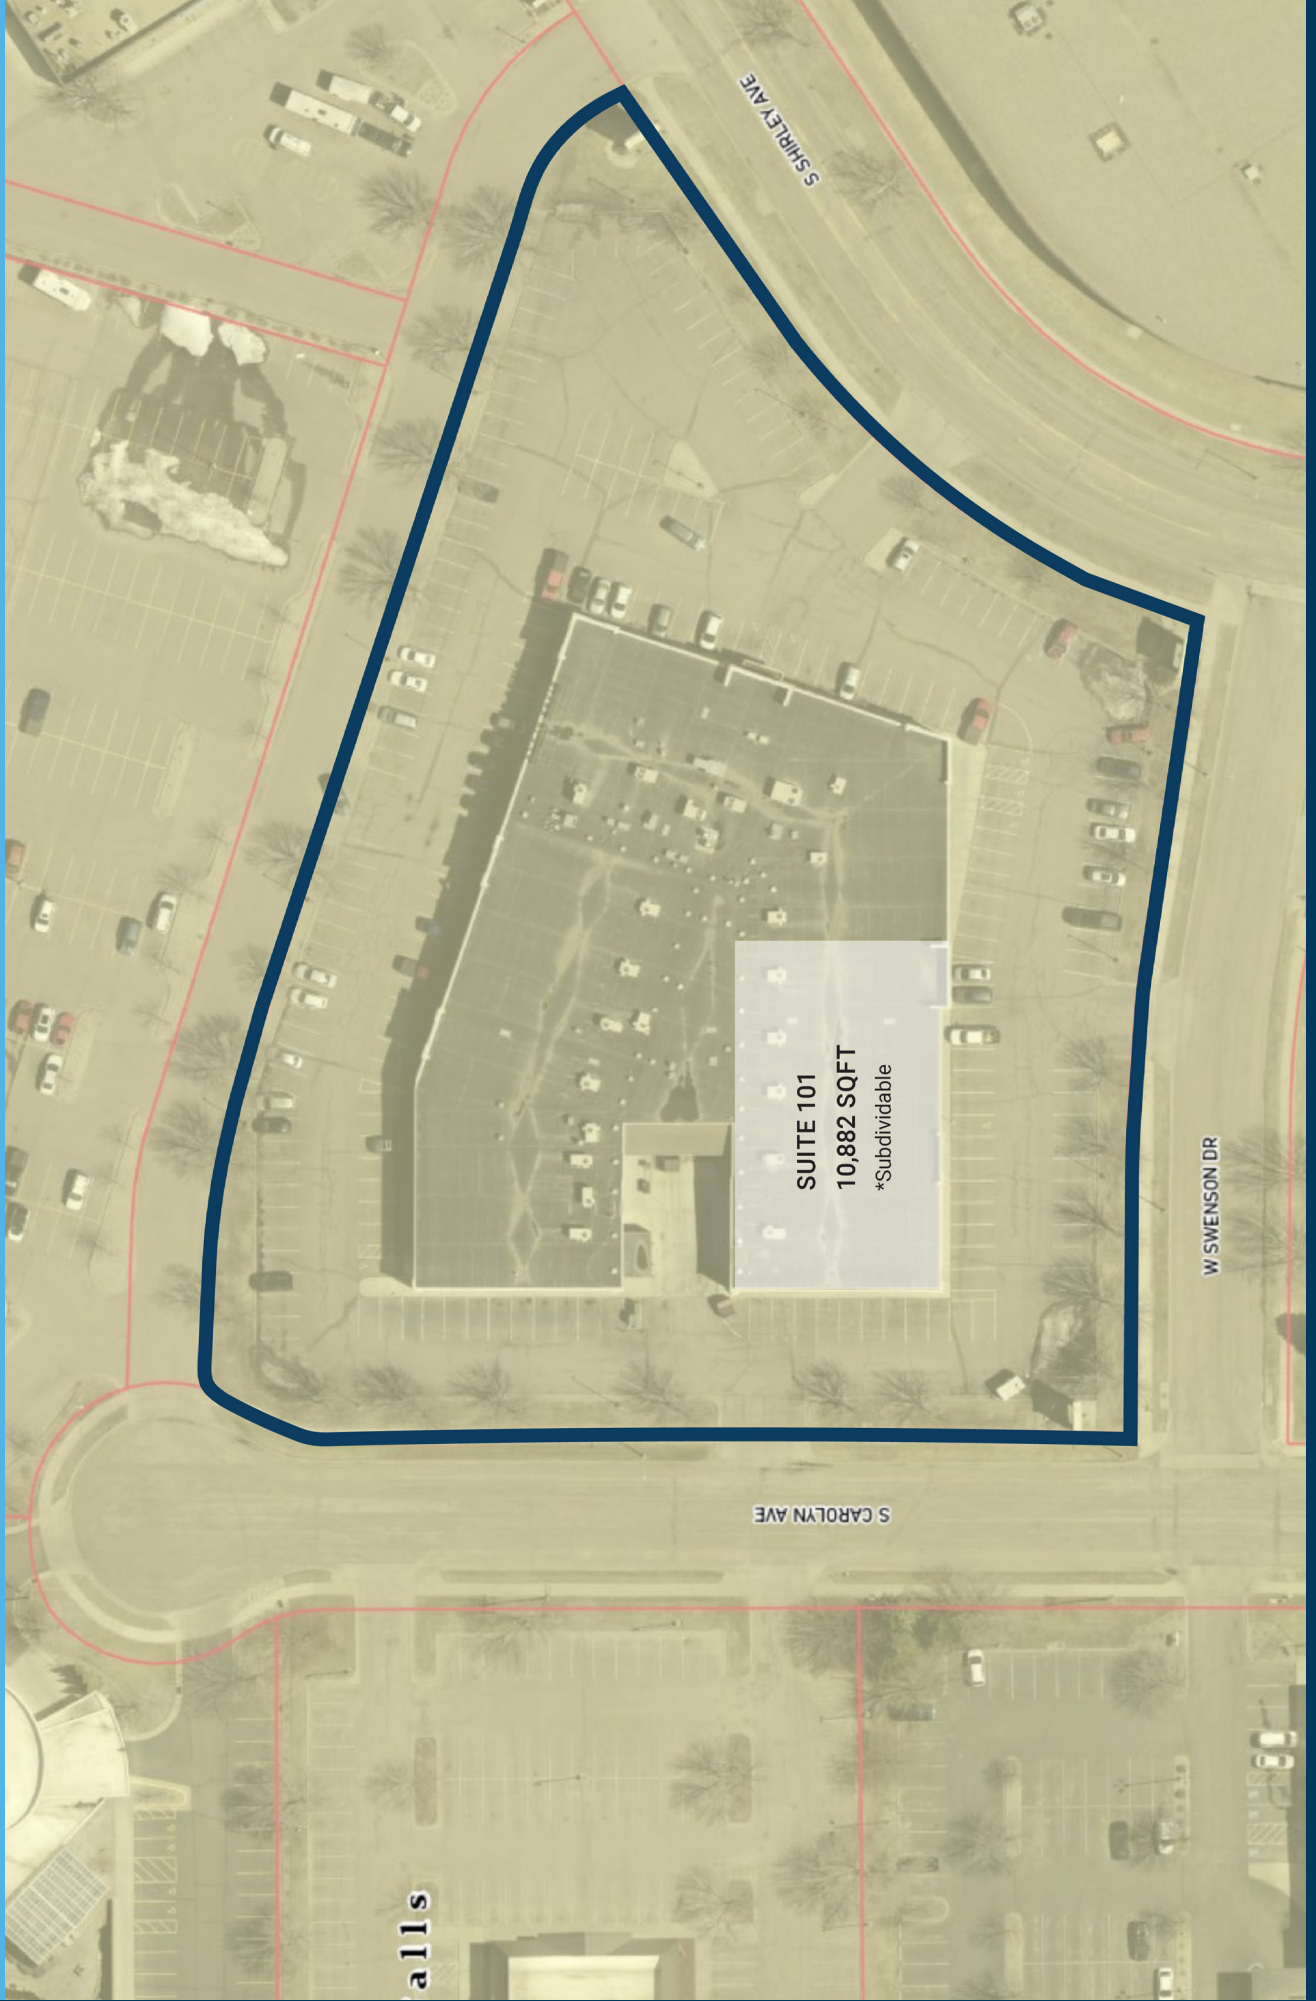 S SHIRLEY AVE
SUITE 101
10,882 SQFT
*Subdividable
W SWENSON DR
S CAROLYN AVE
alls